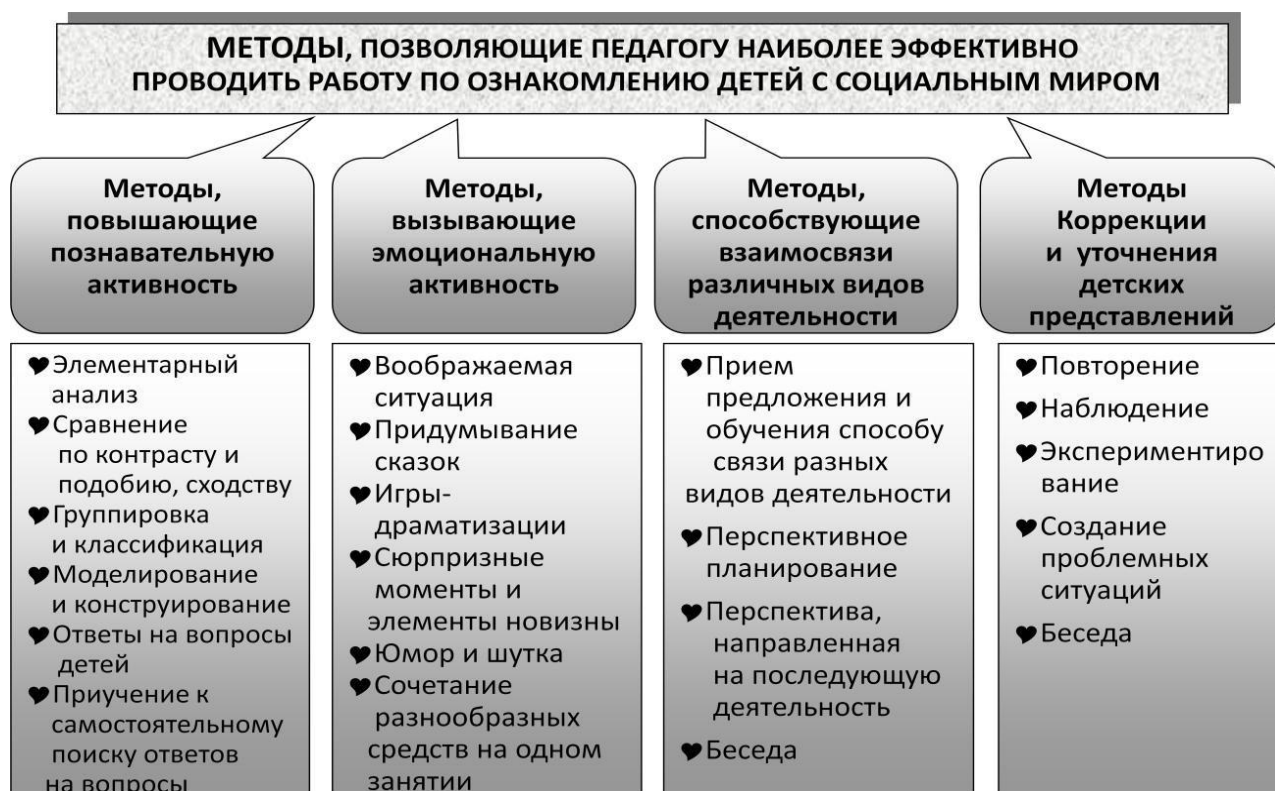 МЕТОДЫ, ПОЗВОЛЯЮЩИЕ ПЕДАГОГУ НАИБОЛЕЕ ЭФФЕКТИВНО
ПРОВОДИТЬ РАБОТУ ПО ОЗНАКОМЛЕНИЮ ДЕТЕЙ С СОЦИАЛЬНЫМ МИРОМ
Методы,
повышающие
познавательную
активность
Элементарный
анализ
Сравнение
по контрасту и
подобию, сходству
Группировка
и классификация
Моделирование
и конструирование
Ответы на вопросы
детей
Приучение к
самостоятельному
поиску ответов
на вопросы
Методы,
вызывающие
эмоциональную
активность
Воображаемая
ситуация
Придумывание
сказок
Игры-
драматизации
Сюрпризные
моменты и
элементы новизны
Юмор и шутка
Сочетание
разнообразных
средств на одном
занятии
Методы,
способствующие
взаимосвязи
различных видов
деятельности
Прием
предложения и
обучения способу
связи разных
видов деятельности
Перспективное
планирование
Перспектива,
направленная
на последующую
деятельность
Беседа
Методы
Коррекции
и уточнения
детских
представлений
Повторение
Наблюдение
Экспериментиро
вание
Создание
проблемных
ситуаций
Беседа